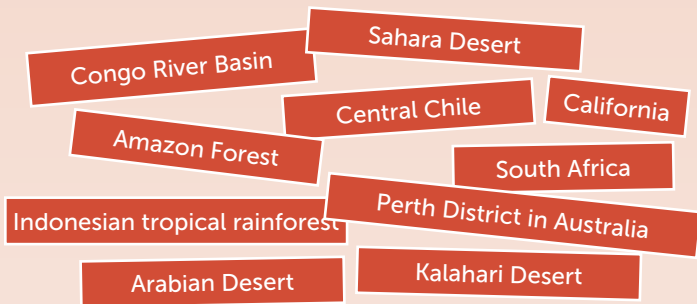 Sahara Desert
Congo River Basin
Central Chile
California
Amazon Forest
South Africa
Indonesian tropical rainforest
Perth District in Australia
Arabian Desert
Kalahari Desert